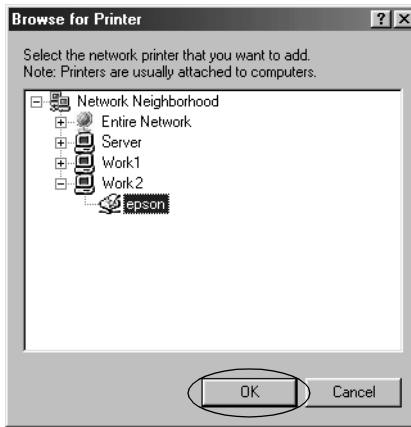 Browse for Printer
Select the network printer that you want to add.
Note: Printers are usually attached to computers.
Network Neighborhood
Entire Network
Server
Work1
Work2
epson
OK Cancel